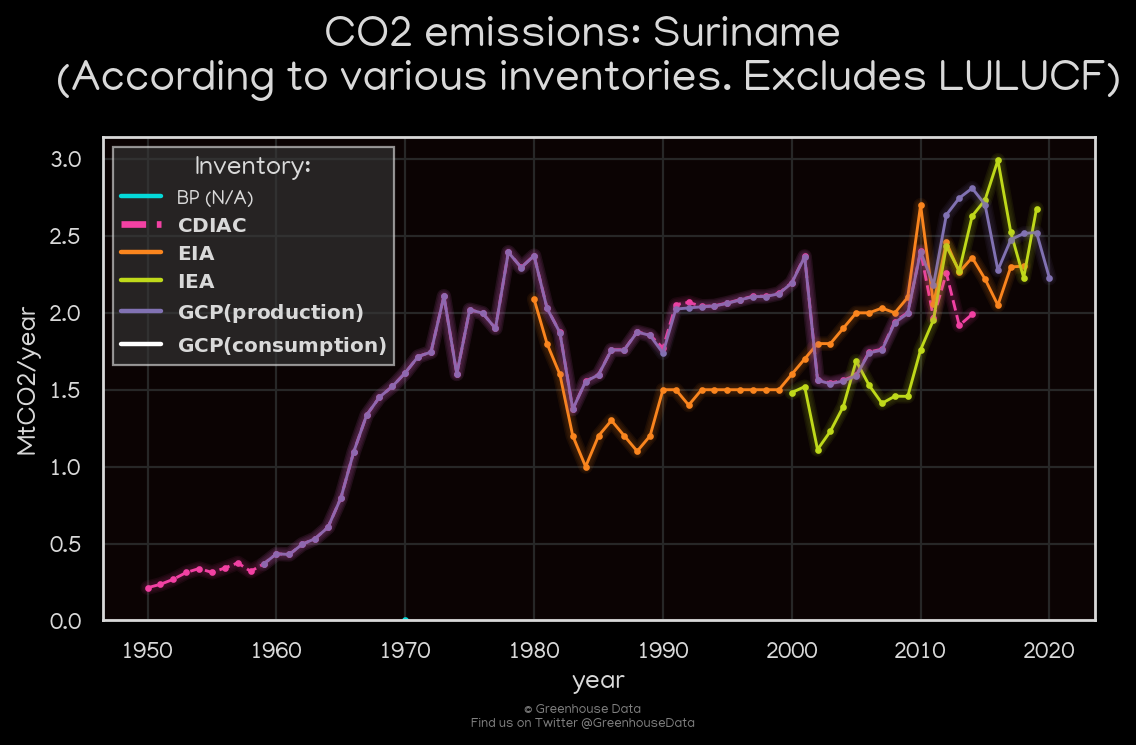 CO2 emissions: Suriname
(According to various inventories. Excludes LULUCF)
Inventory:
BP (N/A)
CDIAC
EIA
IEA
GCP(production)
GCP(consumption)
MtCO2/year
3.0
2.5
2.0
1.5
1.0
0.5
0.0
1950 1960 1970 1980 1990 2000 2010 2020
year
© Greenhouse Data
Find us on Twitter @GreenhouseData